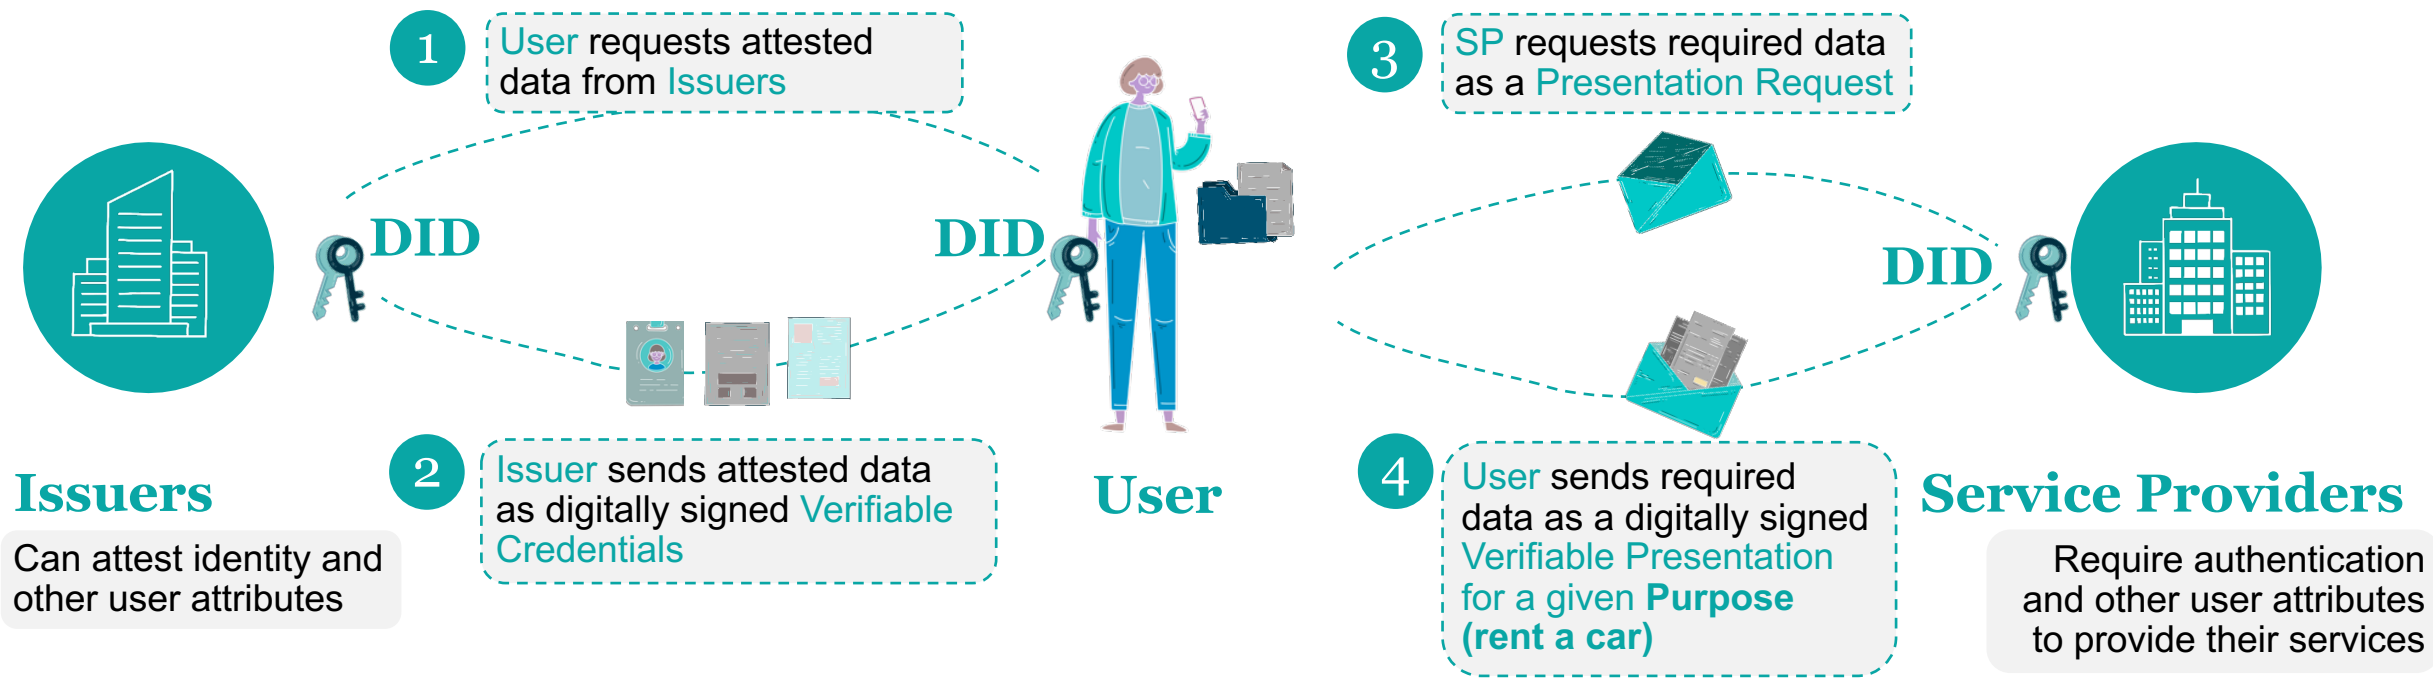 1
User requests attested
data from Issuers
3
SP requests required data
as a Presentation Request
DID
DID
DID
2
Issuer sends attested data
as digitally signed Verifiable
Credentials
4
User sends required
data as a digitally signed
Verifiable Presentation
for a given Purpose
(rent a car)
Issuers
Can attest identity and
other user attributes
User
Service Providers
Require authentication
and other user attributes
to provide their services